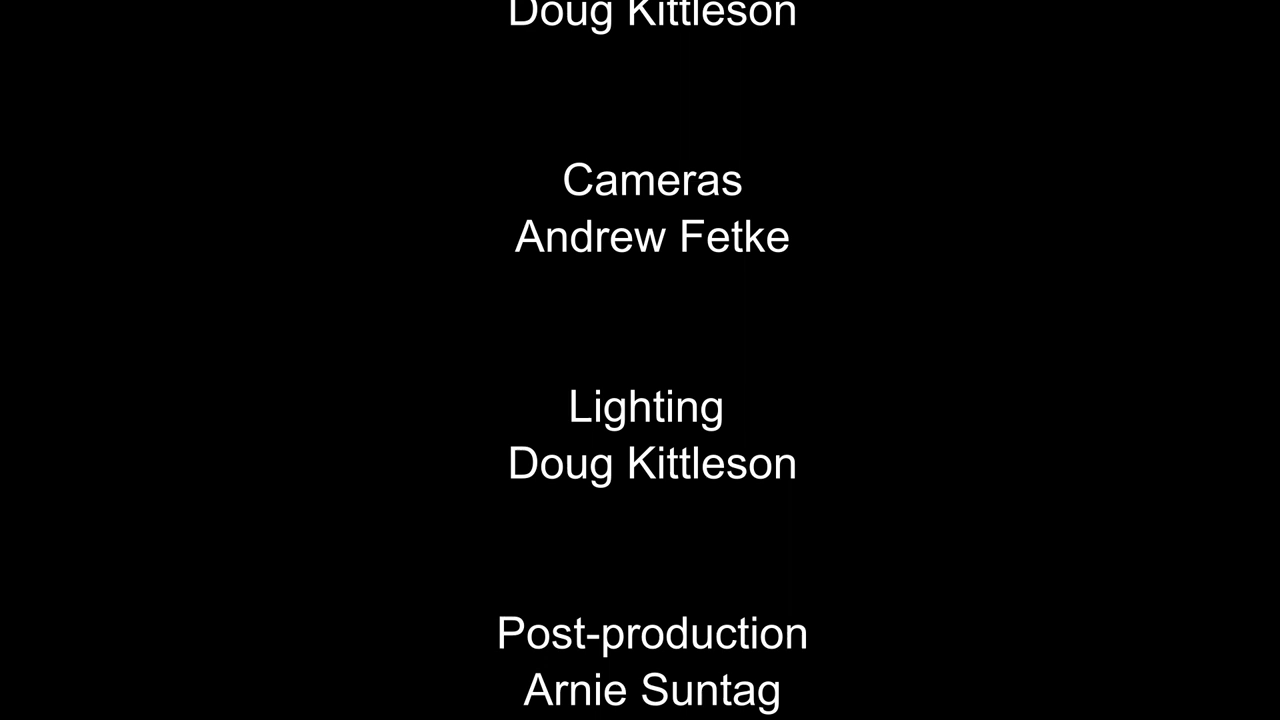 Doug Kittleson
Cameras
Andrew Fetke
Lighting
Doug Kittleson
Post-production
Arnie Suntag